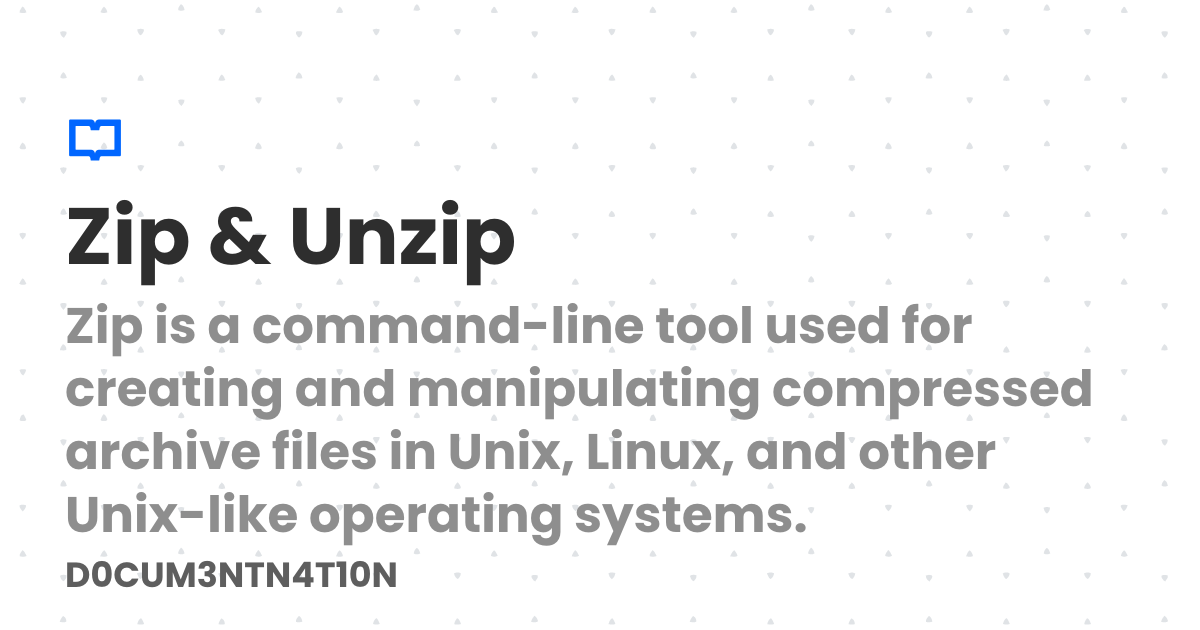 Zip & Unzip
Zip is a command-line tool used for
creating and manipulating compressed
archive files in Unix, Linux, and other
Unix-like operating systems.
D0CUM3NTN4T10N